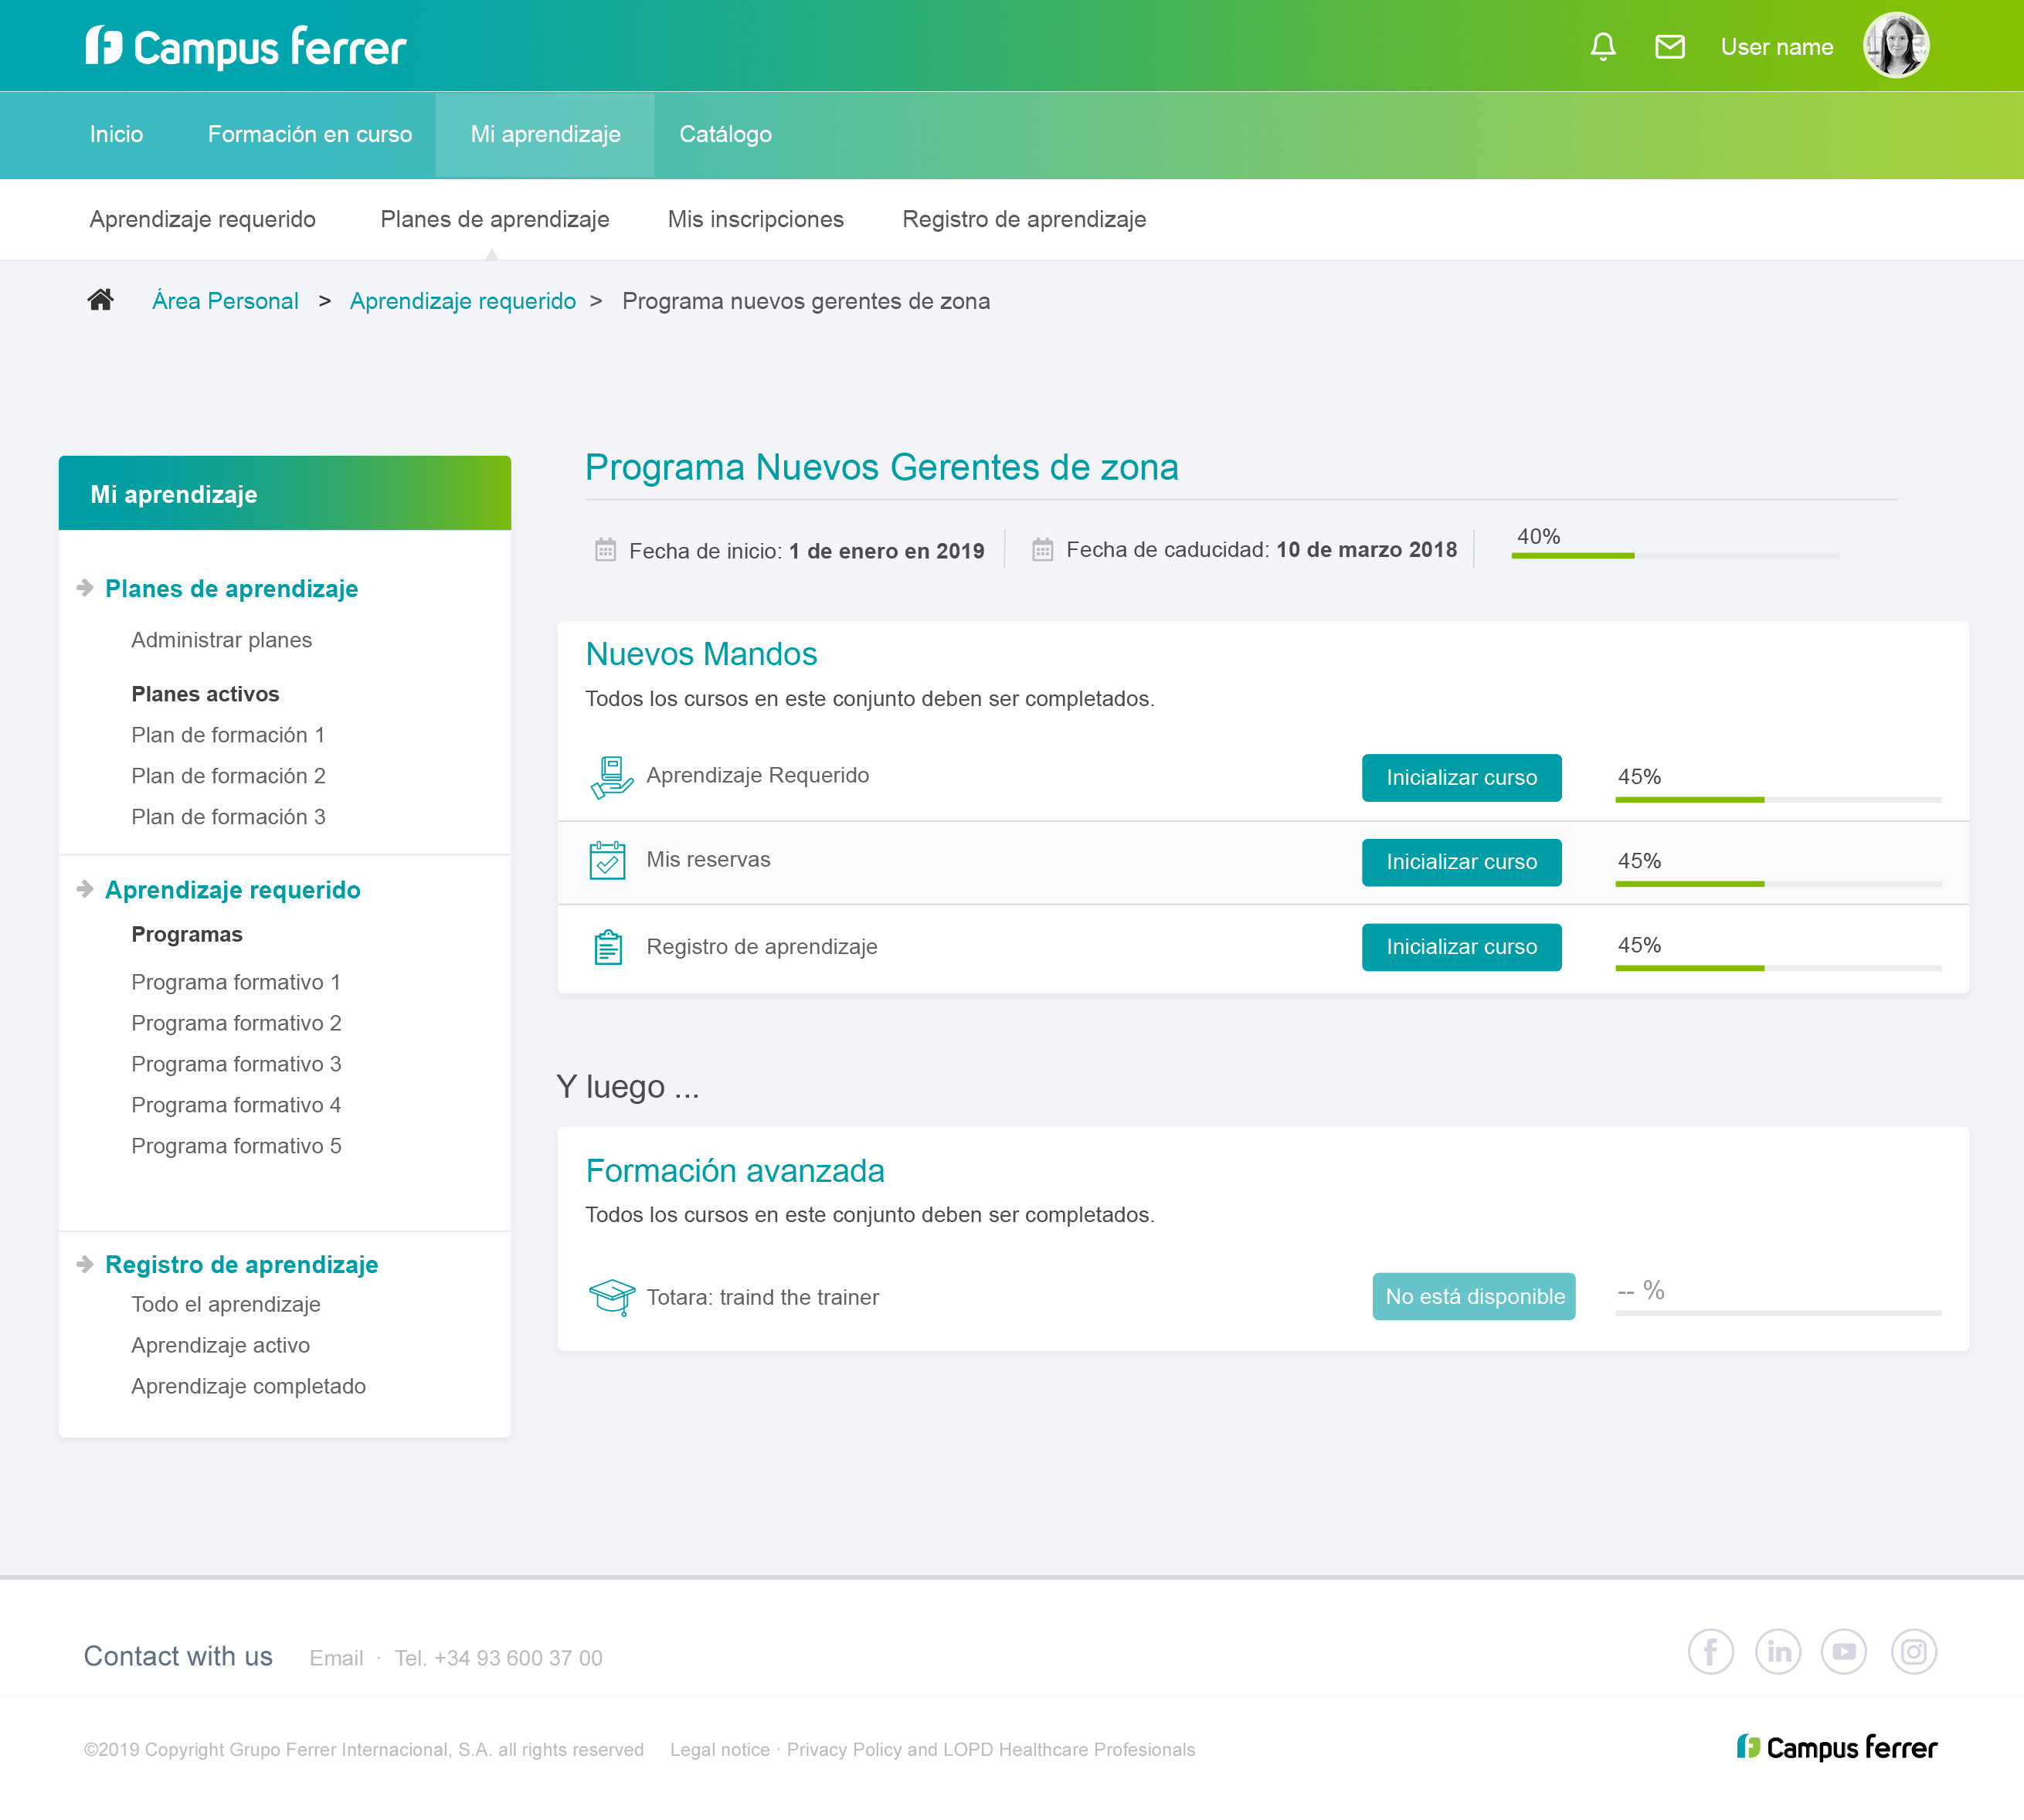 Campus ferrer
User name
Inicio Formación en curso Mi aprendizaje Catálogo
Aprendizaje requerido Planes de aprendizaje Mis inscripciones Registro de aprendizaje
Área Personal > Aprendizaje requerido > Programa nuevos gerentes de zona
Mi aprendizaje
Planes de aprendizaje
Administrar planes
Planes activos
Plan de formación 1
Plan de formación 2
Plan de formación 3
Aprendizaje requerido
Programas
Programa formativo 1
Programa formativo 2
Programa formativo 3
Programa formativo 4
Programa formativo 5
Registro de aprendizaje
Todo el aprendizaje
Aprendizaje activo
Aprendizaje completado
Programa Nuevos Gerentes de zona
Fecha de inicio: 1 de enero en 2019 Fecha de caducidad: 10 de marzo 2018 40%
Nuevos Mandos
Todos los cursos en este conjunto deben ser completados.
Aprendizaje Requerido Inicializar curso 45%
Mis reservas Inicializar curso 45%
Registro de aprendizaje Inicializar curso 45%
Y luego ...
Formación avanzada
Todos los cursos en este conjunto deben ser completados.
Totara: traind the trainer No está disponible -- %
Contact with us Email · Tel. +34 93 600 37 00
©2019 Copyright Grupo Ferrer Internacional, S.A. all rights reserved Legal notice · Privacy Policy and LOPD Healthcare Profesionals
Campus ferrer